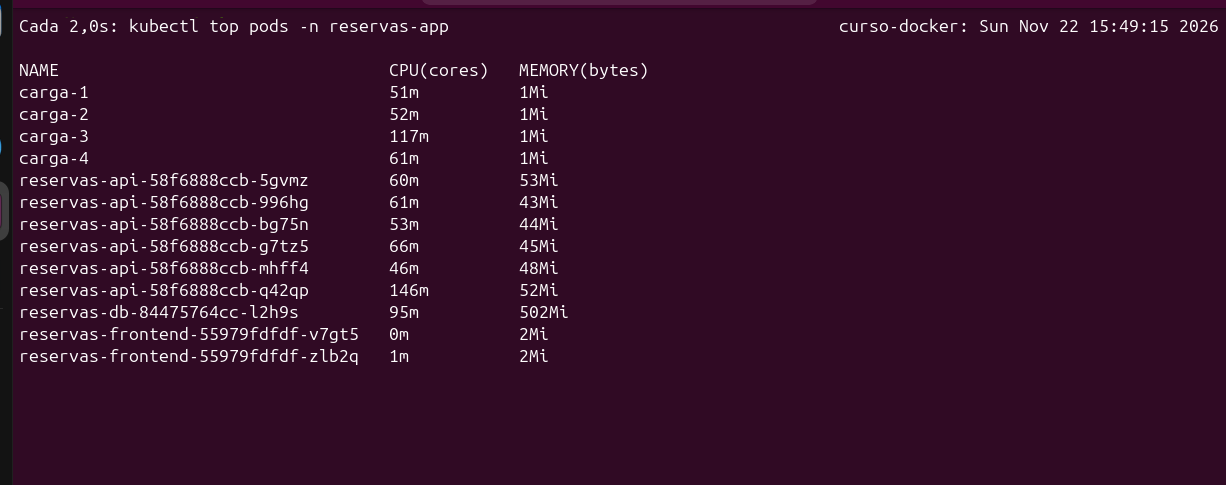 Cada 2,0s: kubectl top pods -n reservas-app curso-docker: Sun Nov 22 15:49:15 2026
NAME CPU(cores) MEMORY(bytes)
carga-1 51m 1Mi
carga-2 52m 1Mi
carga-3 117m 1Mi
carga-4 61m 1Mi
reservas-api-58f6888ccb-5gvmz 60m 53Mi
reservas-api-58f6888ccb-996hg 61m 43Mi
reservas-api-58f6888ccb-bg75n 53m 44Mi
reservas-api-58f6888ccb-g7tz5 66m 45Mi
reservas-api-58f6888ccb-mhff4 46m 48Mi
reservas-api-58f6888ccb-q42qp 146m 52Mi
reservas-db-84475764cc-l2h9s 95m 502Mi
reservas-frontend-55979fdfdf-v7gt5 0m 2Mi
reservas-frontend-55979fdfdf-zlb2q 1m 2Mi